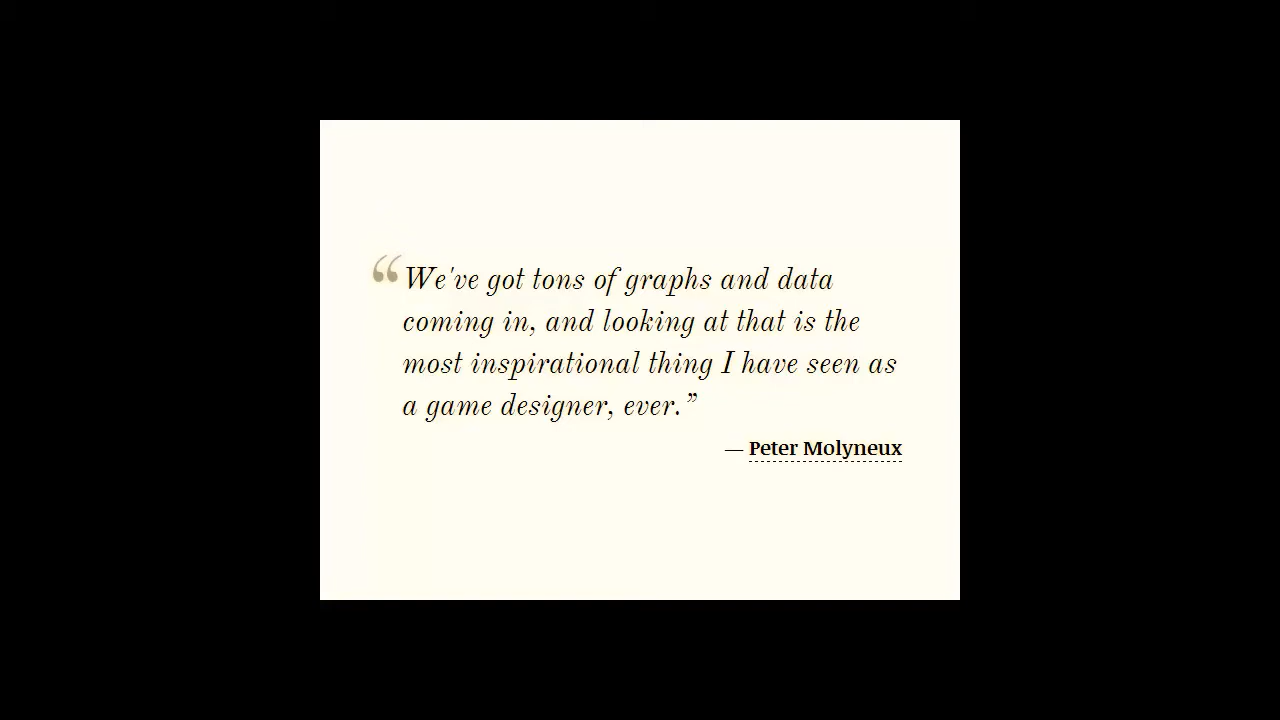 “We've got tons of graphs and data
coming in, and looking at that is the
most inspirational thing I have seen as
a game designer, ever.”
— Peter Molyneux